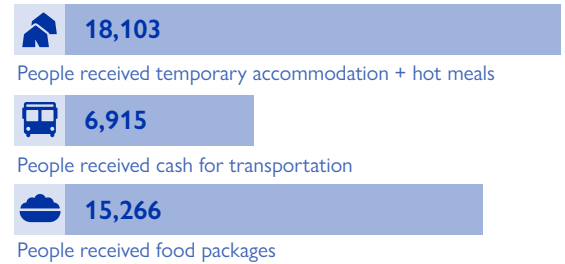 18,103
People received temporary accommodation + hot meals
6,915
People received cash for transportation
15,266
People received food packages